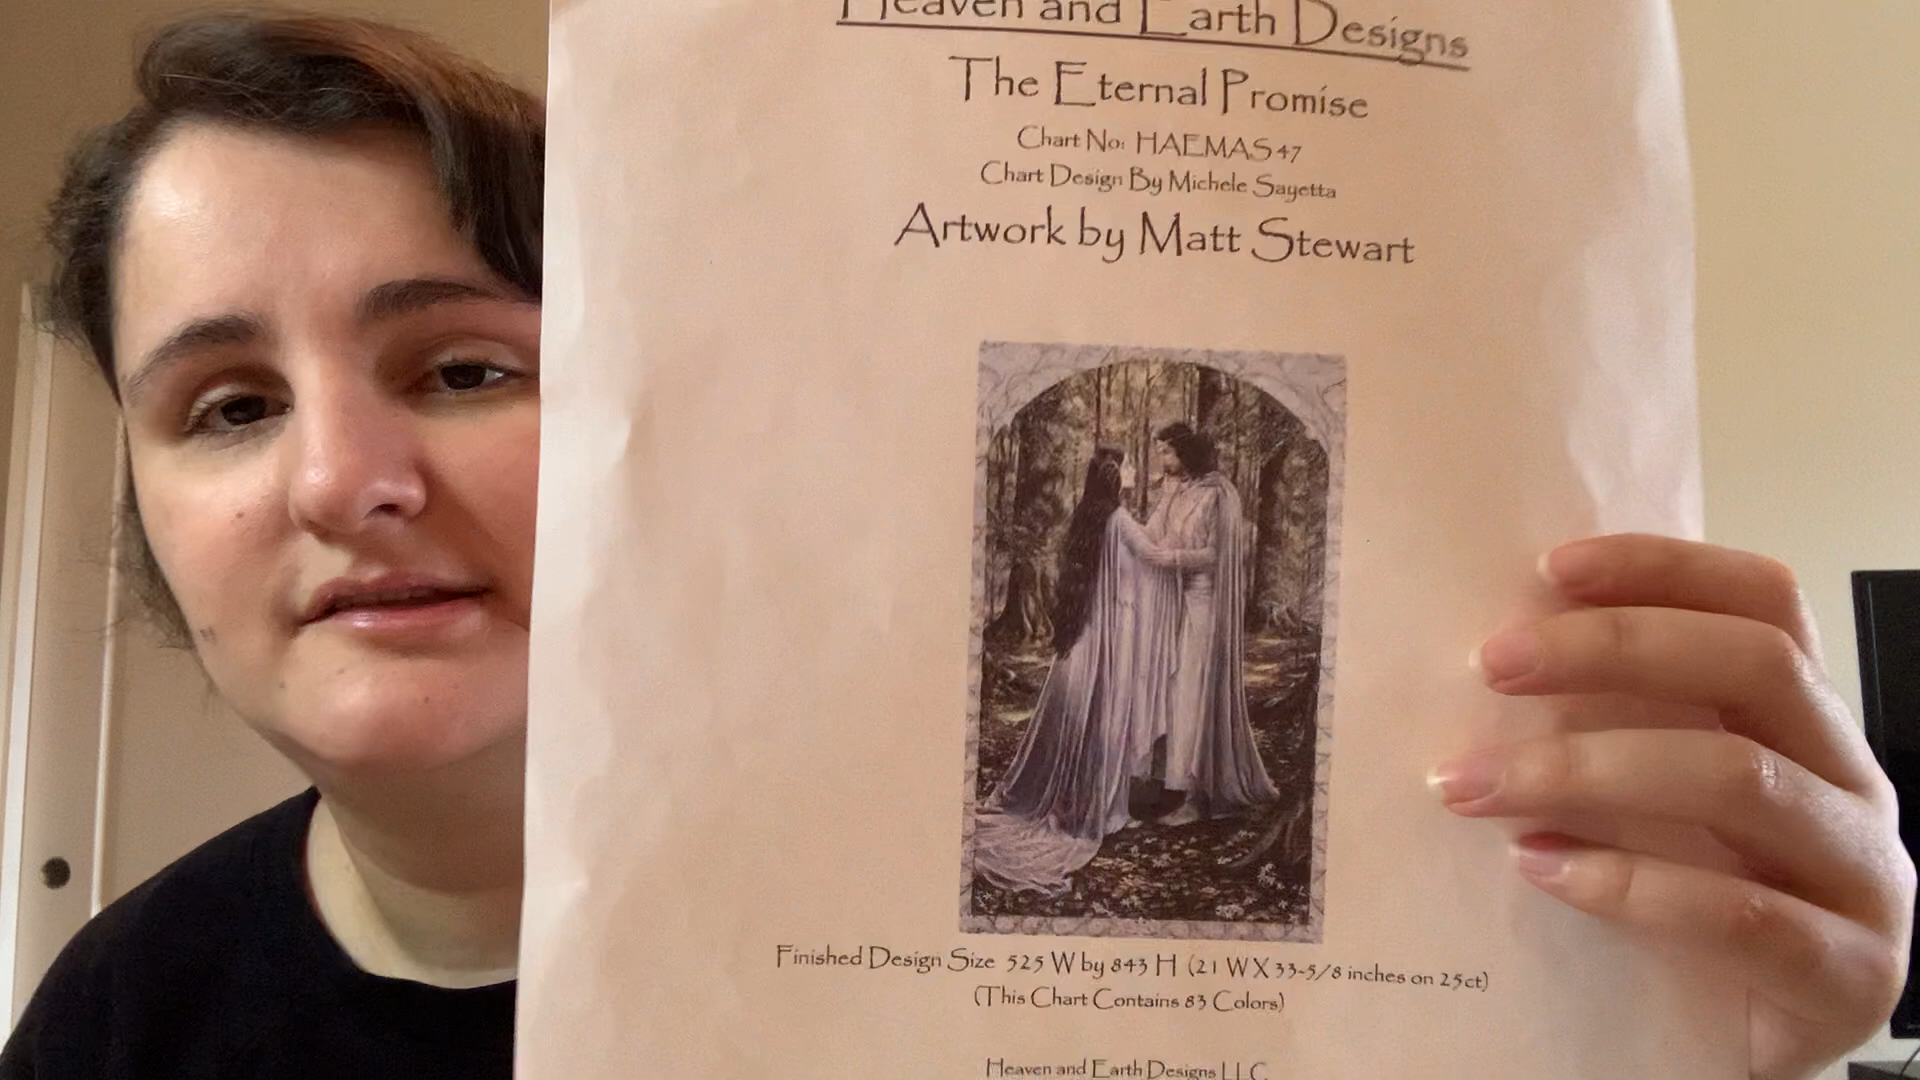 Heaven and Earth Designs
The Eternal Promise
Chart No: HAEMAS47
Chart Design By Michele Sayetta
Artwork by Matt Stewart
Finished Design Size 525 W by 843 H (21 W X 33-5/8 inches on 25ct)
(This Chart Contains 83 Colors)
Heaven and Earth Designs LLC